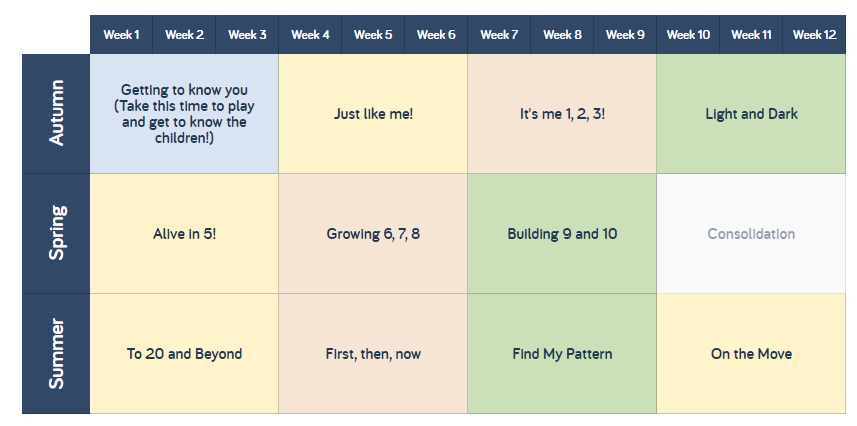 Week 1 Week 2 Week 3 Week 4 Week 5 Week 6 Week 7 Week 8 Week 9 Week 10 Week 11 Week 12
Autumn
Getting to know you
(Take this time to play
and get to know the
children!)
Just like me!
It's me 1, 2, 3!
Light and Dark
Spring
Alive in 5!
Growing 6, 7, 8
Building 9 and 10
Consolidation
Summer
To 20 and Beyond
First, then, now
Find My Pattern
On the Move